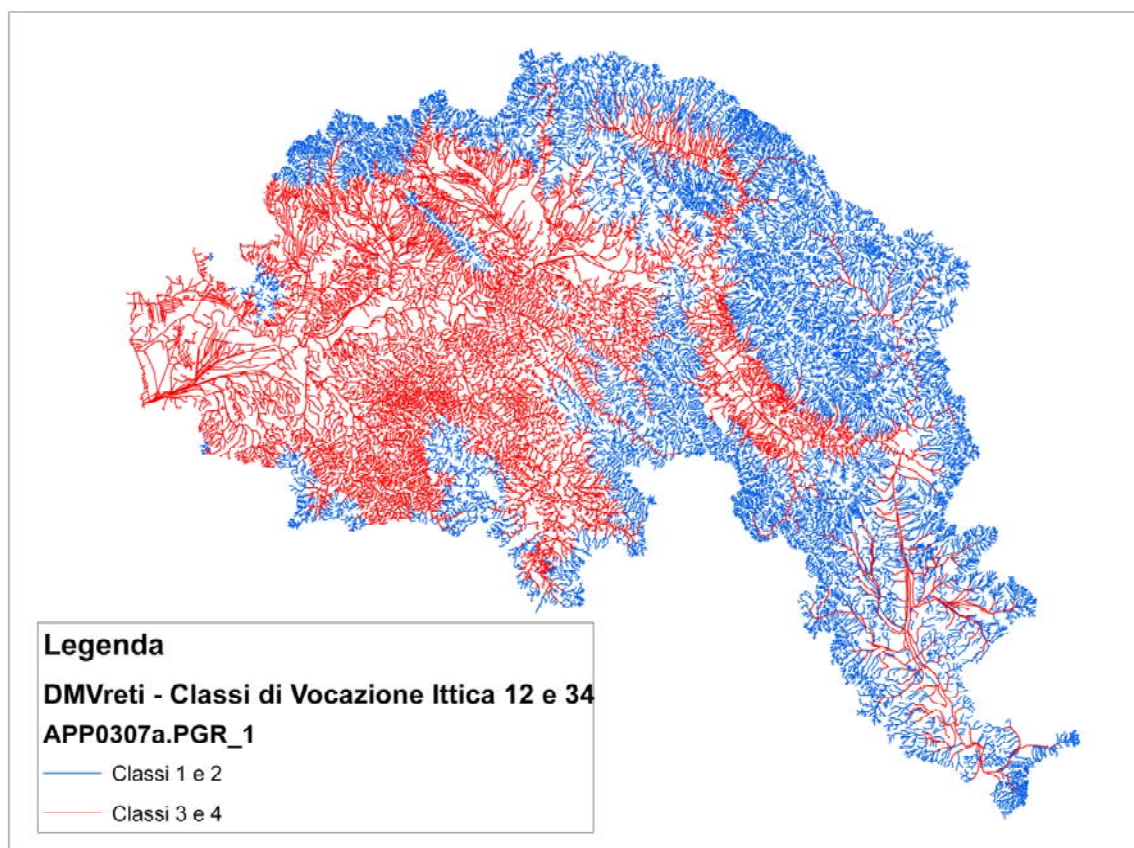 Legenda
DMVreti - Classi di Vocazione Ittica 12 e 34
APP0307a.PGR_1
Classi 1 e 2
Classi 3 e 4